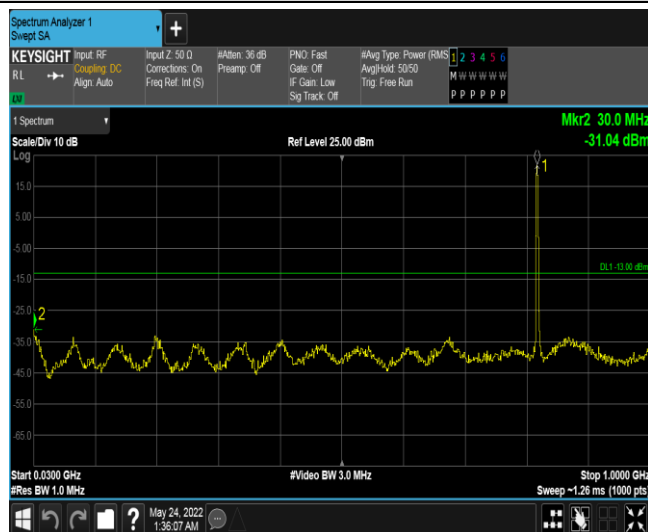 Spectrum Analyzer 1
Swept SA
+
KEYSIGHT Input: RF Input Z: 50 Ω #Atten: 36 dB PNO: Fast #Avg Type: Power (RMS 1 2 3 4 5 6
RL Coupling: DC Corrections: On Preamp: Off Gate: Off Avg|Hold: 50/50 M W W W W W
Align: Auto Freq Ref: Int (S) IF Gain: Low Trig: Free Run
Sig Track: Off P P P P P P
LXI
1 Spectrum Mkr2 30.0 MHz
Scale/Div 10 dB Ref Level 25.00 dBm -31.04 dBm
Log
1
15.0
5.00
-5.00
DL1 -13.00 dBm
-15.0
-25.0
2
-35.0
-45.0
-55.0
-65.0
Start 0.0300 GHz #Video BW 3.0 MHz Stop 1.0000 GHz
#Res BW 1.0 MHz Sweep ~1.26 ms (1000 pts)
? May 24, 2022
1:36:07 AM